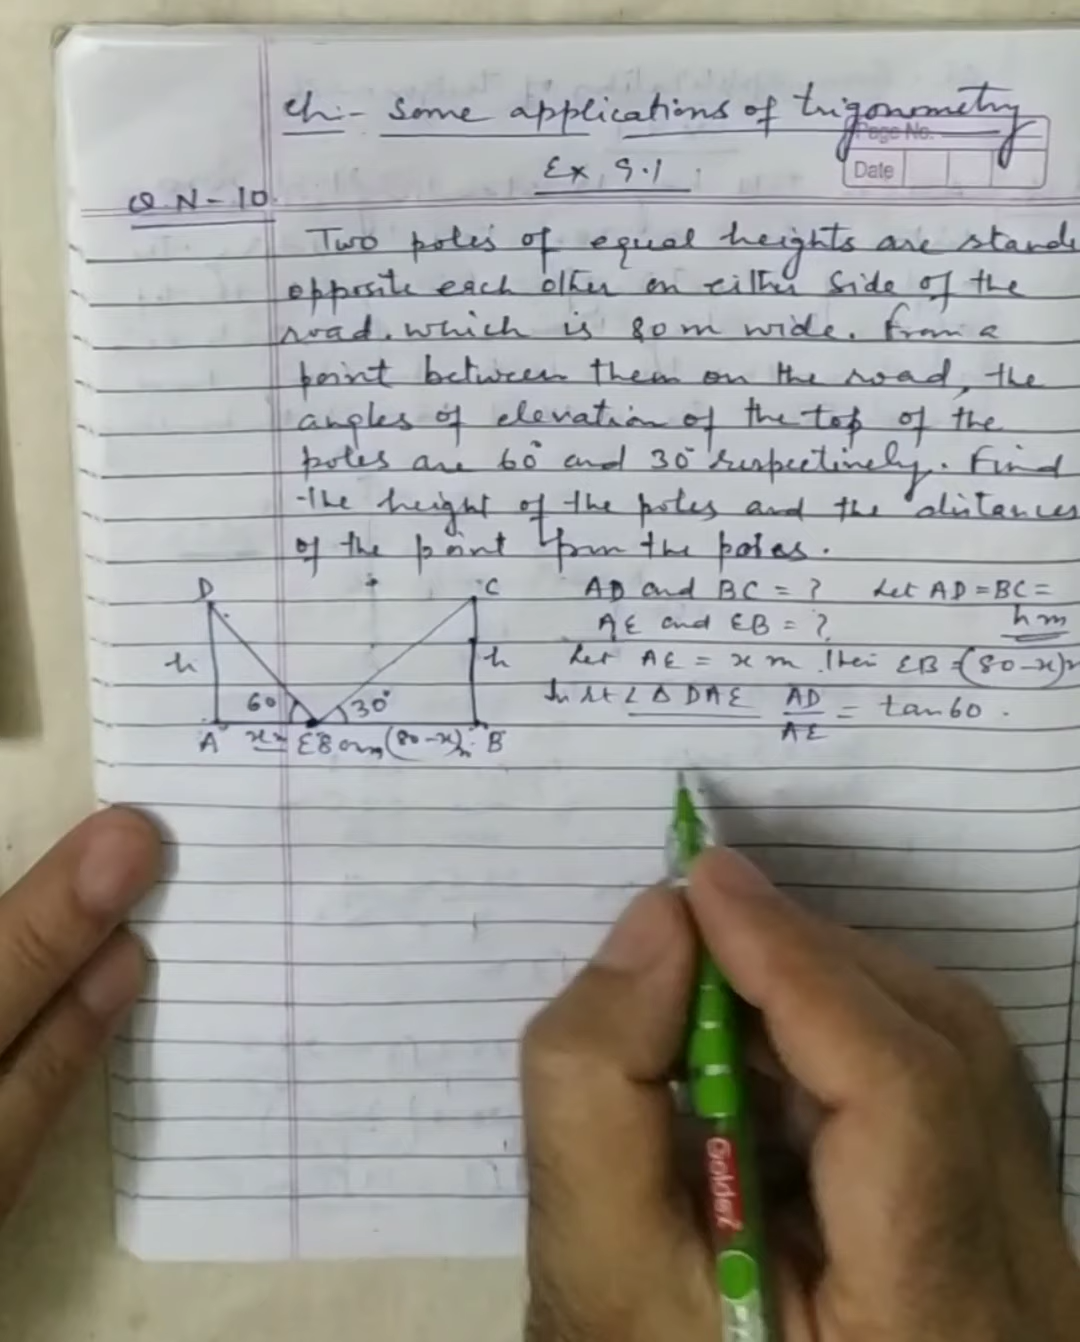 Ch:- Some applications of trigonometry
Page No.
Date
Ex 9.1
Q.N-10
Two poles of equal heights are stand
opposite each other on either side of the
road. which is 80m wide. From a
point between them on the road, the
angles of elevation of the top of the
poles are 60° and 30° respectively. Find
the height of the poles and the distances
of the point from the poles.
D C
h h
60 30°
A E 80m (80-x) B
AD and BC = ? Let AD = BC =
h m
AE and EB = ?
Let AE = x m then EB = (80-x)m
In rt ∠ Δ DAE AD/AE = tan 60
Goldex